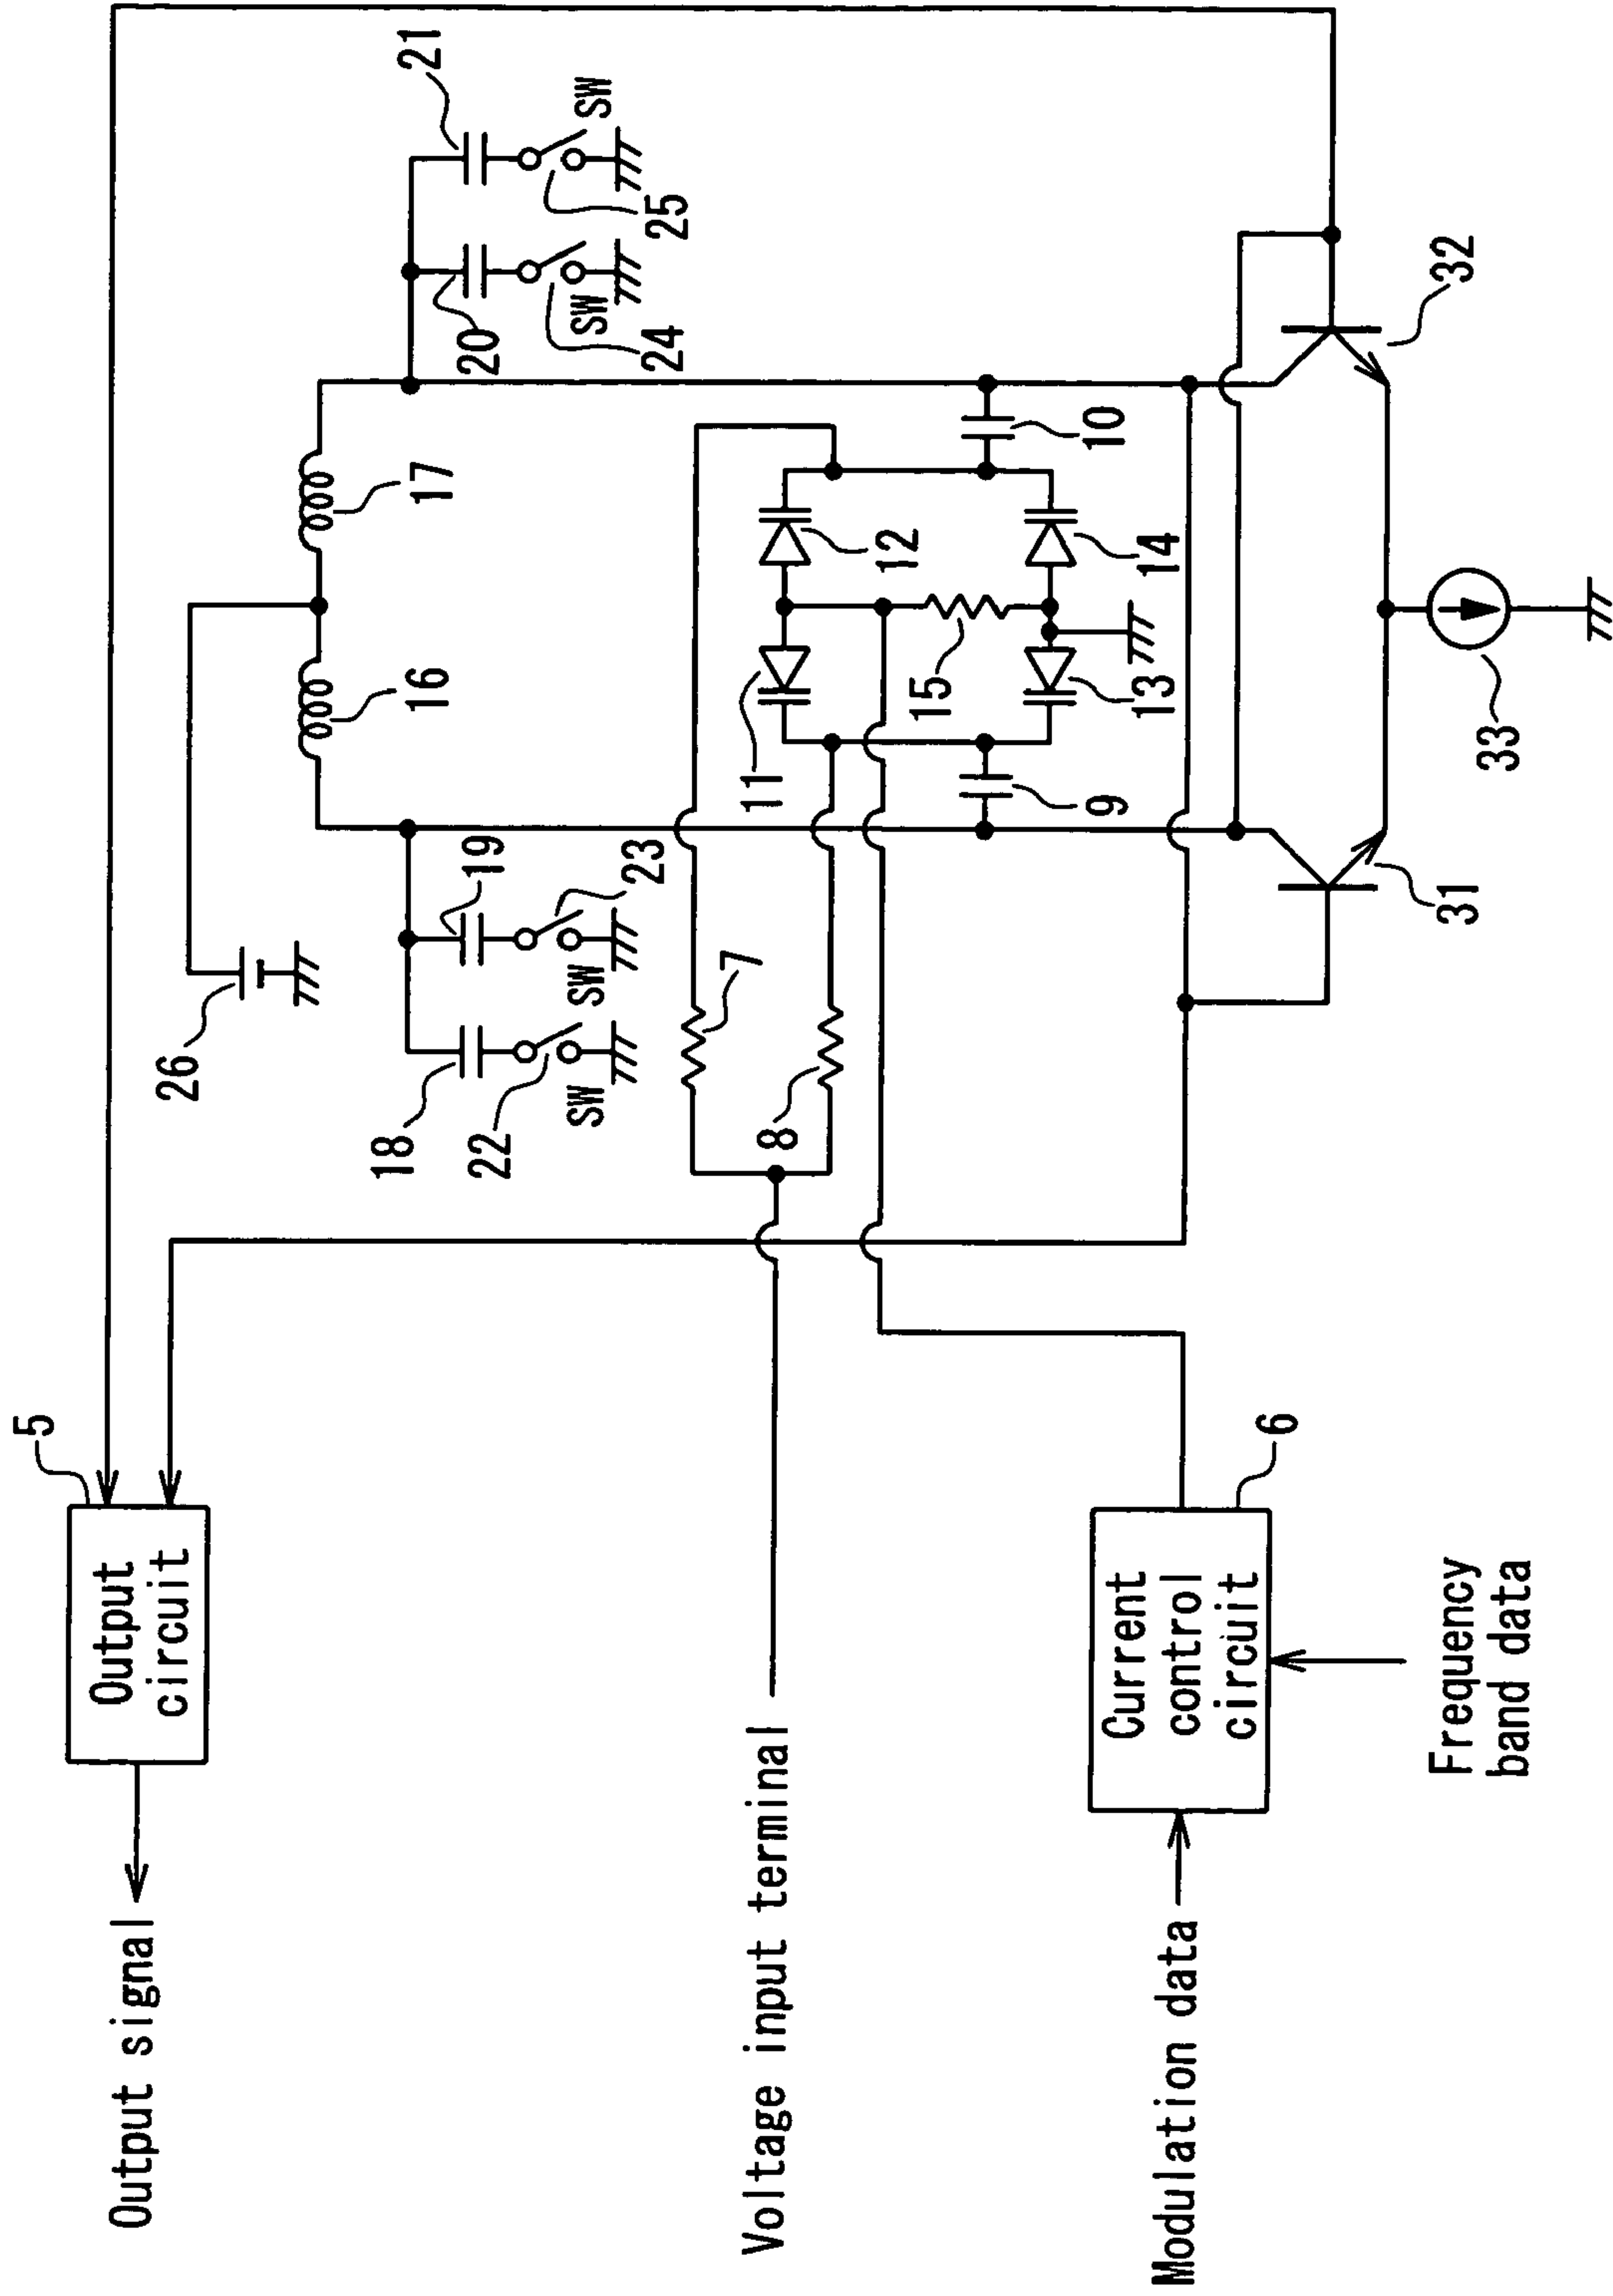 5
Output
circuit
Output signal
Voltage input terminal
6
Current
control
circuit
Modulation data
Frequency
band data
26
16
17
18
19
22
SW
23
SW
20
21
24
SW
25
SW
7
8
9
10
11
12
13
14
15
31
32
33